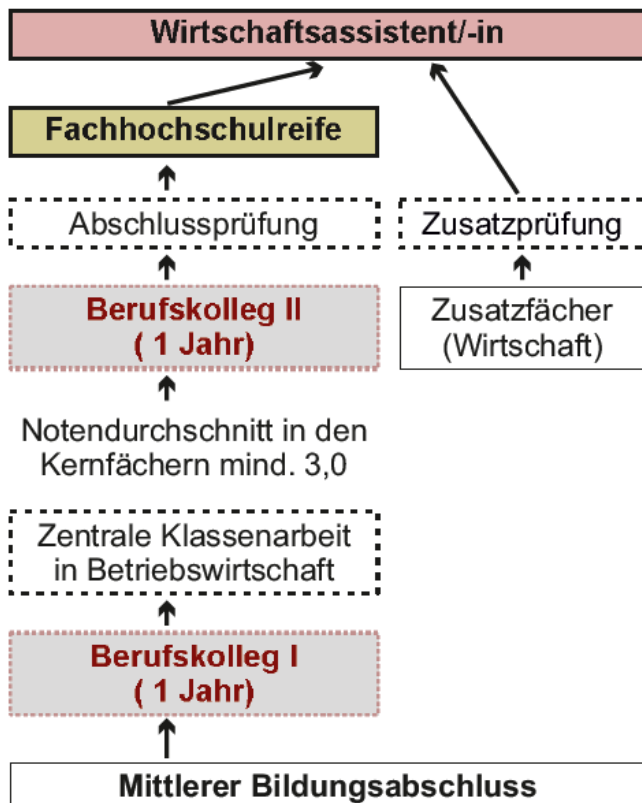 Wirtschaftsassistent/-in
Fachhochschulreife
Abschlussprüfung
Zusatzprüfung
Berufskolleg II
( 1 Jahr)
Zusatzfächer
(Wirtschaft)
Notendurchschnitt in den
Kernfächern mind. 3,0
Zentrale Klassenarbeit
in Betriebswirtschaft
Berufskolleg I
( 1 Jahr)
Mittlerer Bildungsabschluss